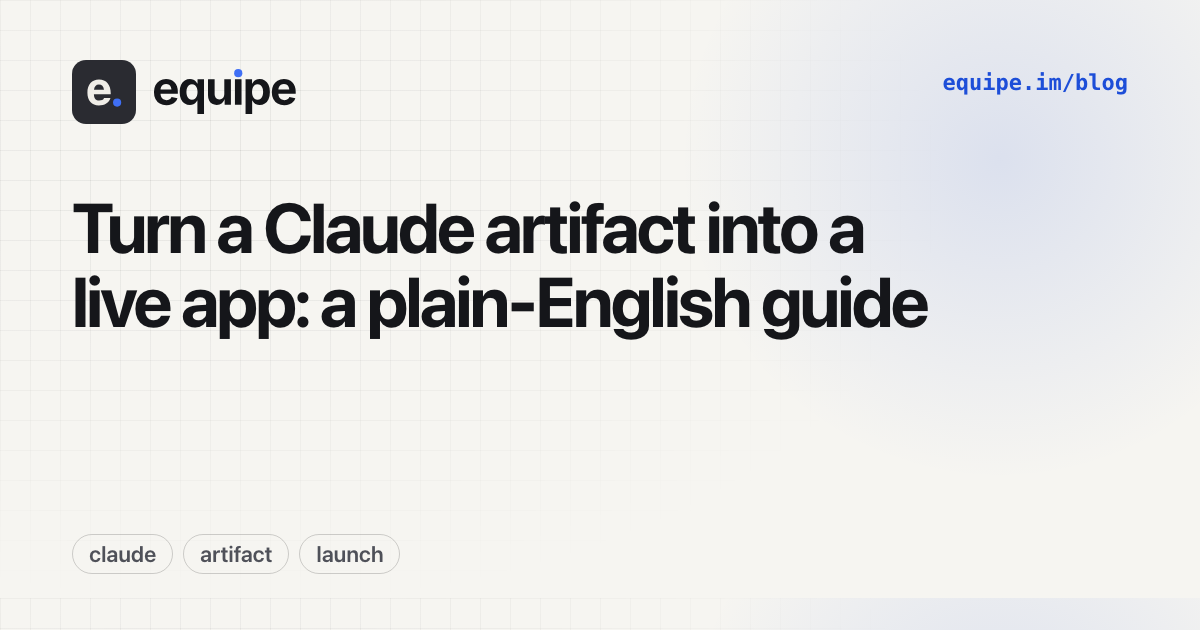 e.
equipe
equipe.im/blog
Turn a Claude artifact into a
live app: a plain-English guide
claude
artifact
launch